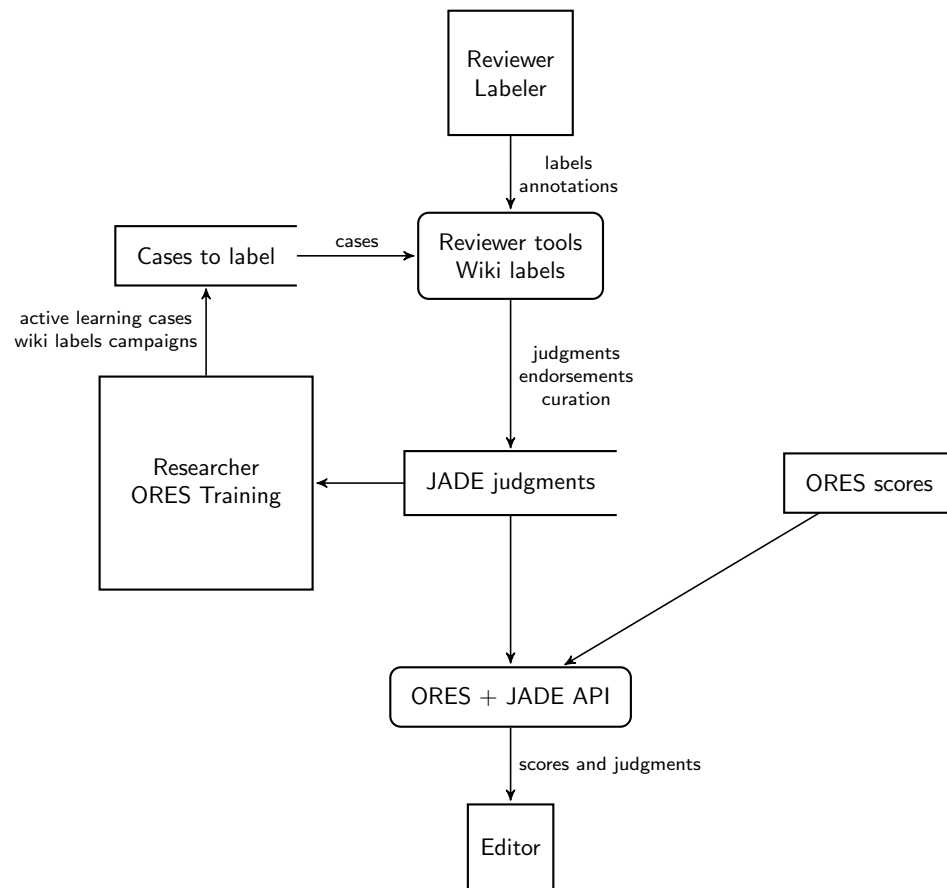 Reviewer
Labeler
labels
annotations
Cases to label
cases
Reviewer tools
Wiki labels
active learning cases
wiki labels campaigns
judgments
endorsements
curation
Researcher
ORES Training
JADE judgments
ORES scores
ORES + JADE API
scores and judgments
Editor